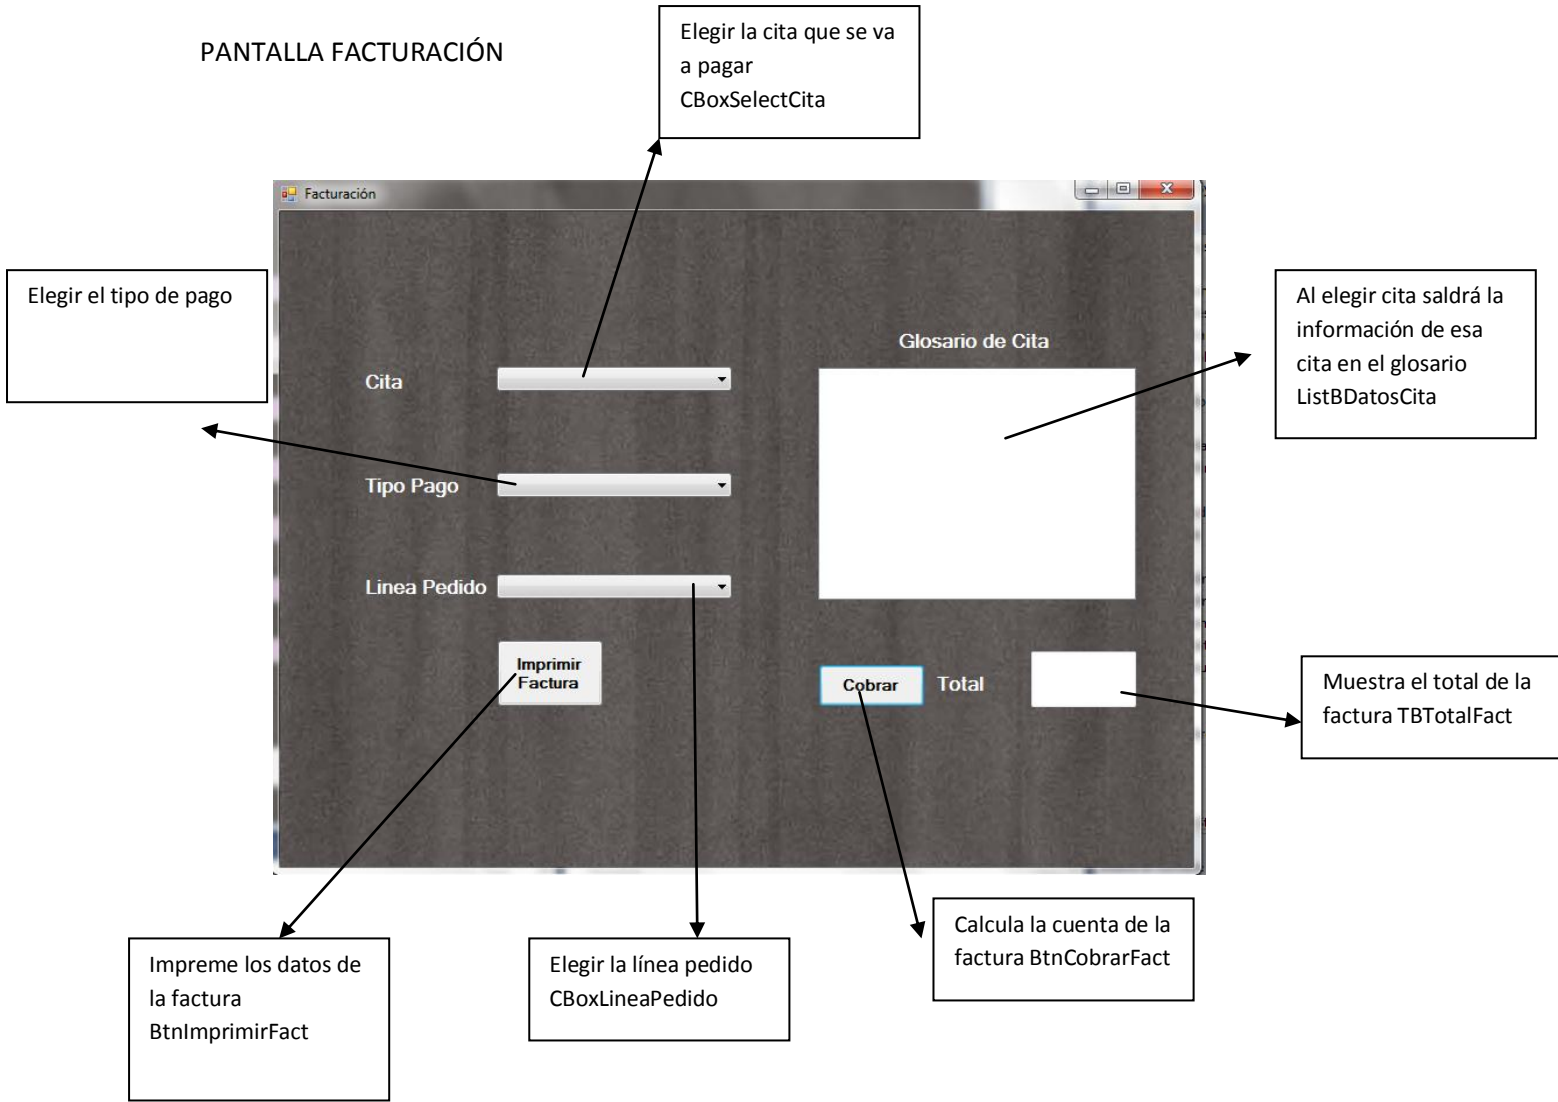 PANTALLA FACTURACIÓN
Elegir la cita que se va
a pagar
CBoxSelectCita
Facturación
Elegir el tipo de pago
Al elegir cita saldrá la
información de esa
cita en el glosario
ListBDatosCita
Glosario de Cita
Cita
Tipo Pago
Linea Pedido
Imprimir
Factura
Cobrar
Total
Muestra el total de la
factura TBTotalFact
Impreme los datos de
la factura
BtnImprimirFact
Elegir la línea pedido
CBoxLineaPedido
Calcula la cuenta de la
factura BtnCobrarFact